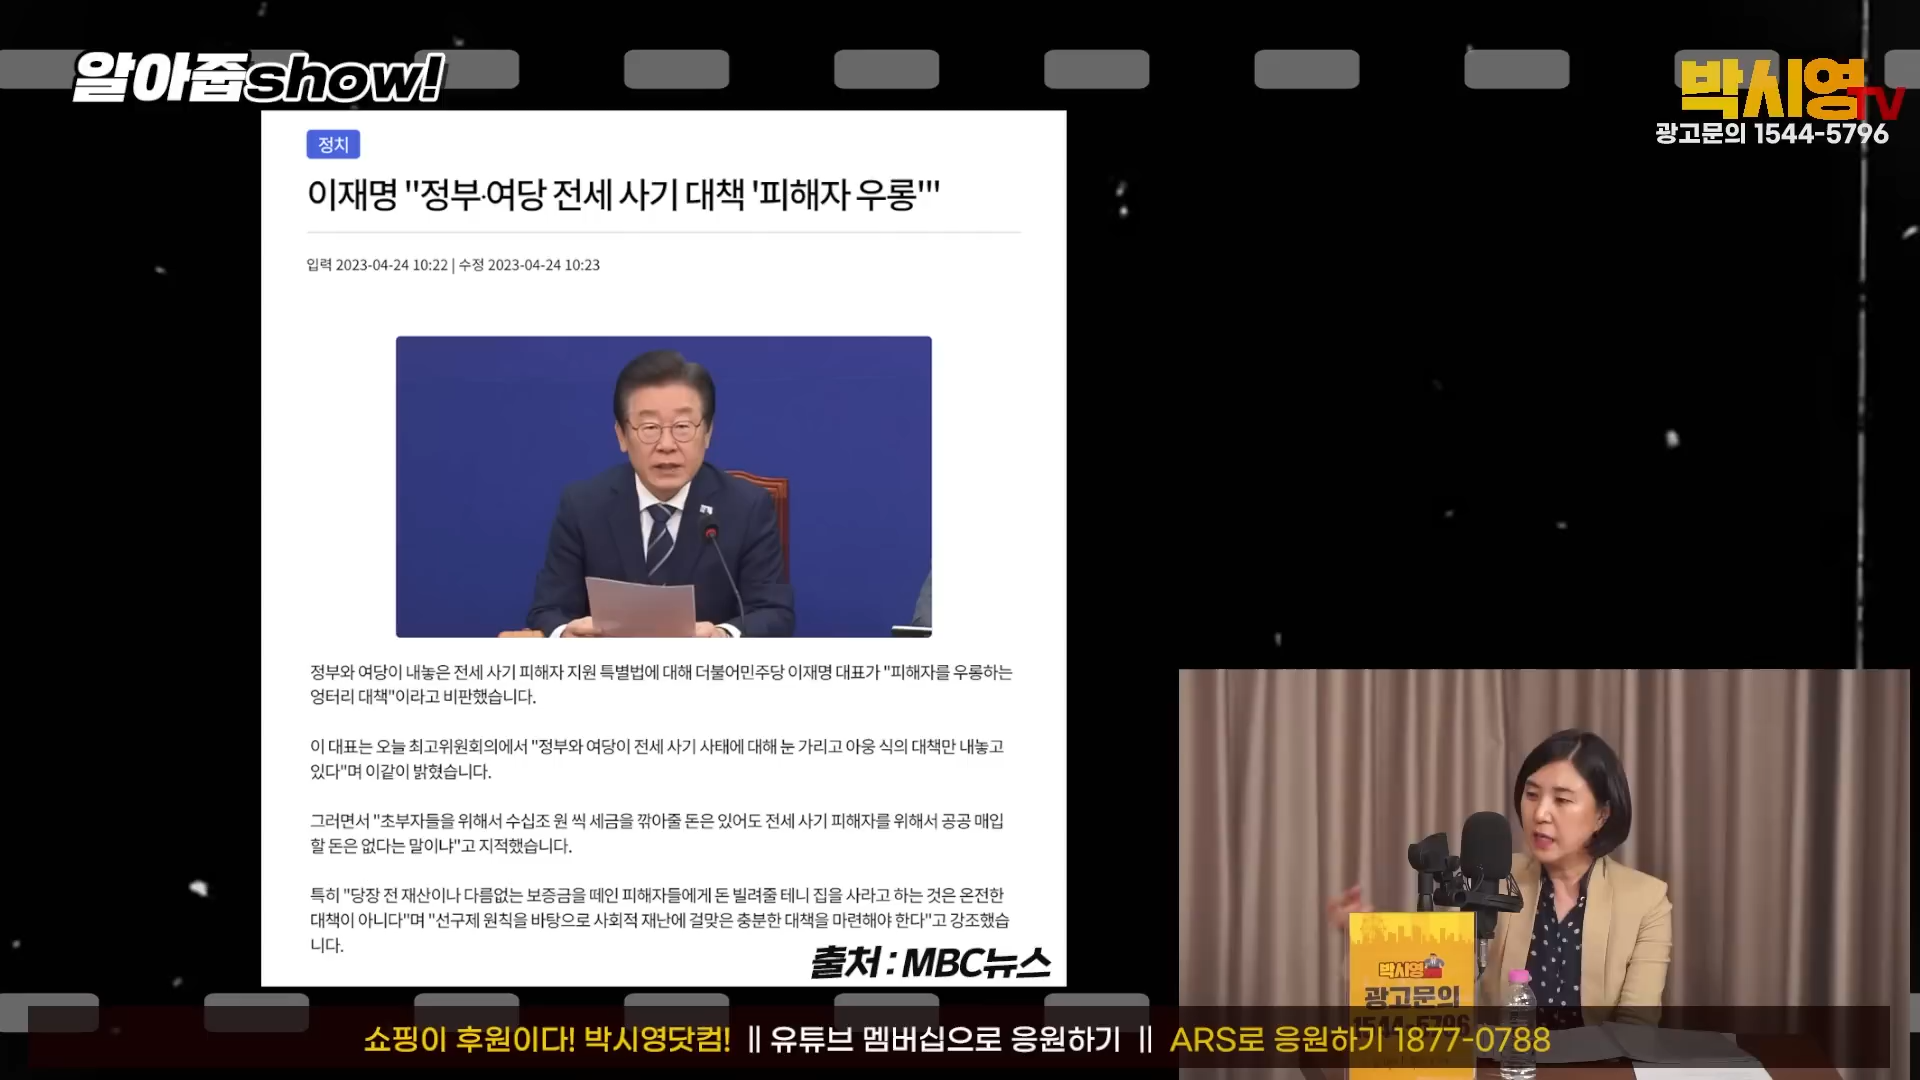 알아줍show!
박시영TV
광고문의 1544-5796
정치
이재명 "정부·여당 전세 사기 대책 '피해자 우롱'"
입력 2023-04-24 10:22 | 수정 2023-04-24 10:23
정부와 여당이 내놓은 전세 사기 피해자 지원 특별법에 대해 더불어민주당 이재명 대표가 "피해자를 우롱하는
엉터리 대책"이라고 비판했습니다.
이 대표는 오늘 최고위원회의에서 "정부와 여당이 전세 사기 사태에 대해 눈 가리고 아웅 식의 대책만 내놓고
있다"며 이같이 밝혔습니다.
그러면서 "초부자들을 위해서 수십조 원 씩 세금을 깎아줄 돈은 있어도 전세 사기 피해자를 위해서 공공 매입
할 돈은 없다는 말이냐"고 지적했습니다.
특히 "당장 전 재산이나 다름없는 보증금을 떼인 피해자들에게 돈 빌려줄 테니 집을 사라고 하는 것은 온전한
대책이 아니다"며 "선구제 원칙을 바탕으로 사회적 재난에 걸맞은 충분한 대책을 마련해야 한다"고 강조했습
니다.
출처 : MBC뉴스
박시영
광고문의
1544-5796
쇼핑이 후원이다! 박시영닷컴! || 유튜브 멤버십으로 응원하기 || ARS로 응원하기 1877-0788